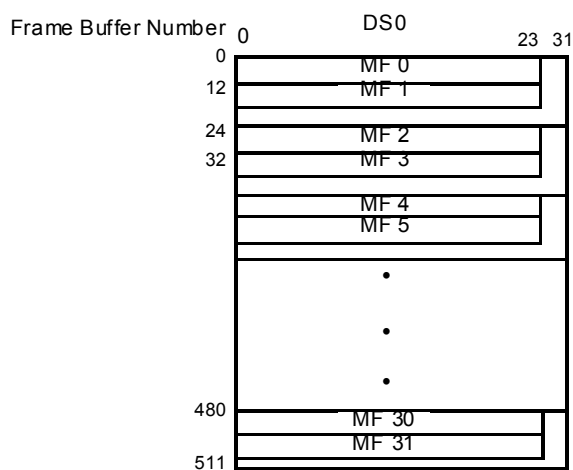 Frame Buffer Number
DS0
0
23 31
0
MF 0
12
MF 1
24
MF 2
32
MF 3
MF 4
MF 5
480
MF 30
MF 31
511